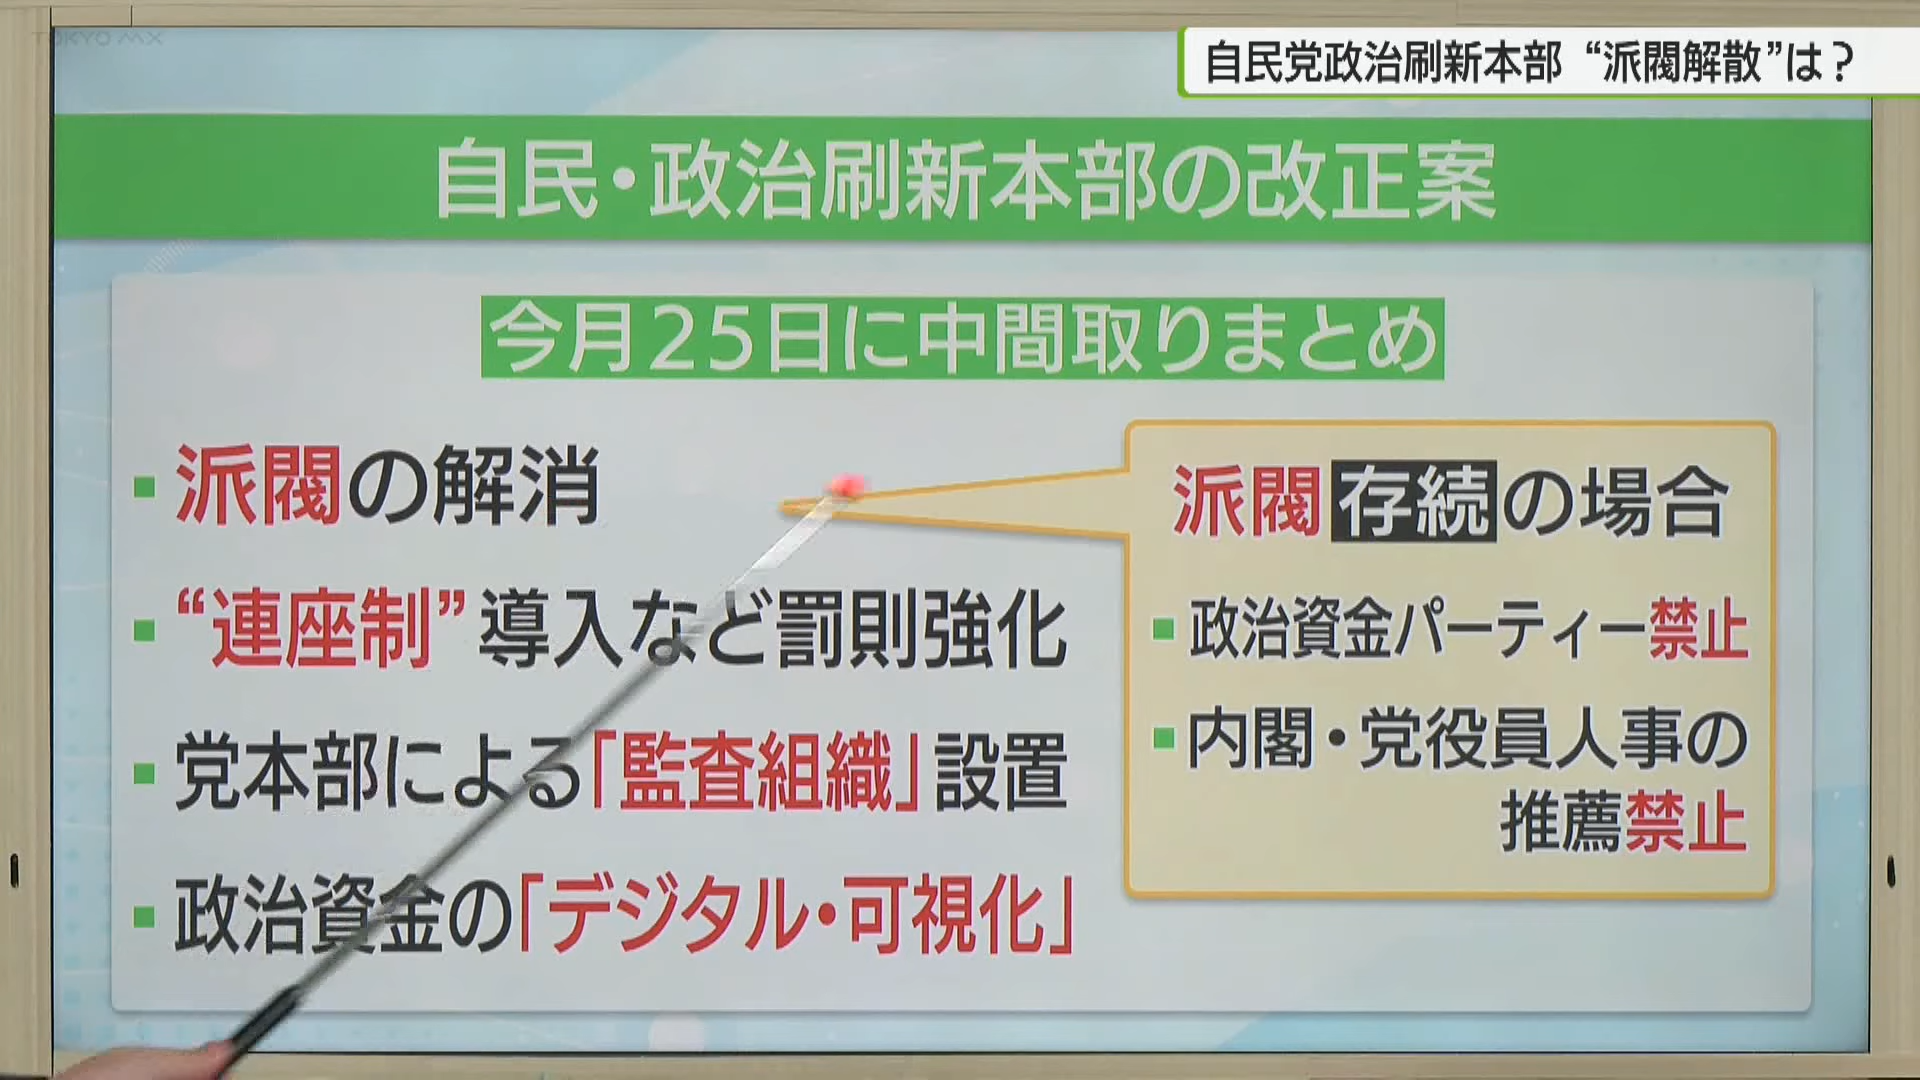 TOKYO MX
自民党政治刷新本部 “派閥解散”は？
自民・政治刷新本部の改正案
今月25日に中間取りまとめ
派閥の解消
“連座制”導入など罰則強化
党本部による「監査組織」設置
政治資金の「デジタル・可視化」
派閥存続の場合
政治資金パーティー禁止
内閣・党役員人事の
推薦禁止